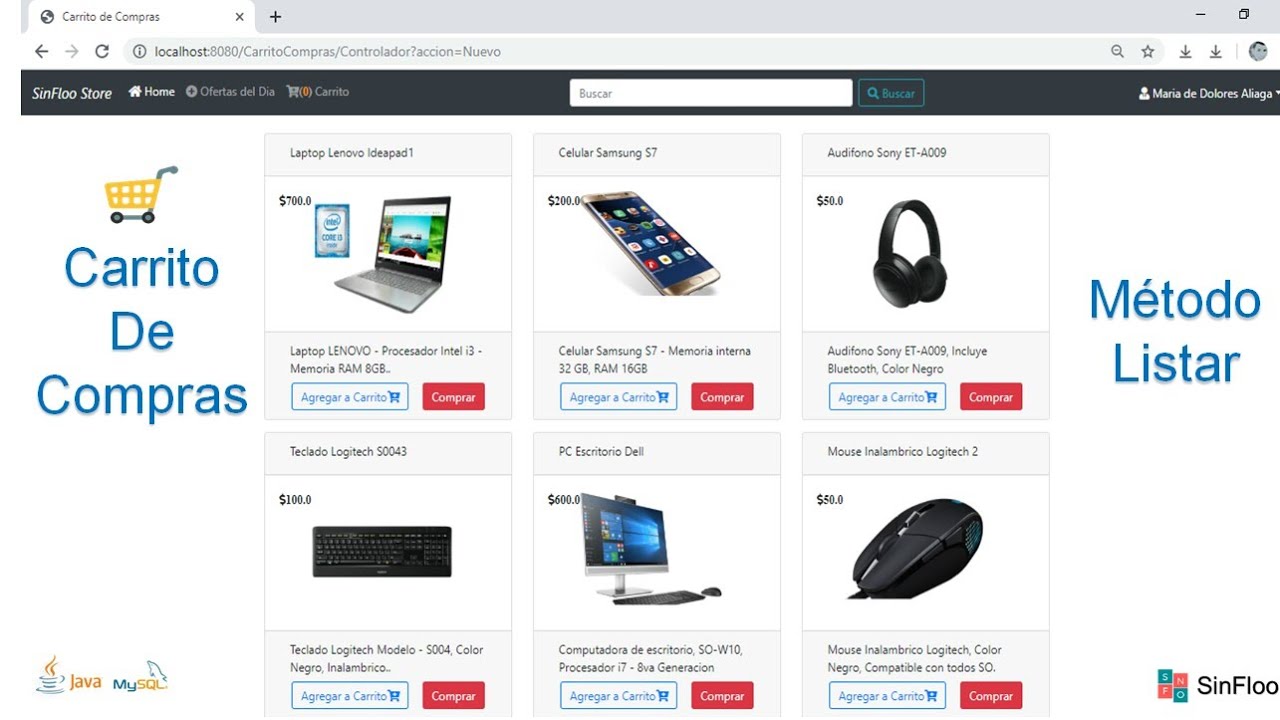 Carrito de Compras
localhost:8080/CarritoCompras/Controlador?accion=Nuevo
SinFloo Store Home Ofertas del Dia (0) Carrito Buscar Buscar Maria de Dolores Aliaga
Carrito
De
Compras
Laptop Lenovo Ideapad1
$700.0
intel
CORE i3
Laptop LENOVO - Procesador Intel i3 -
Memoria RAM 8GB..
Agregar a Carrito Comprar
Celular Samsung S7
$200.0
Celular Samsung S7 - Memoria interna
32 GB, RAM 16GB
Agregar a Carrito Comprar
Audifono Sony ET-A009
$50.0
Audifono Sony ET-A009, Incluye
Bluetooth, Color Negro
Agregar a Carrito Comprar
Método
Listar
Teclado Logitech S0043
$100.0
Teclado Logitech Modelo - S004, Color
Negro, Inalambrico..
Agregar a Carrito Comprar
PC Escritorio Dell
$600.0
Computadora de escritorio, SO-W10,
Procesador i7 - 8va Generacion
Agregar a Carrito Comprar
Mouse Inalambrico Logitech 2
$50.0
Mouse Inalambrico Logitech, Color
Negro, Compatible con todos SO.
Agregar a Carrito Comprar
Java MySQL
S N F O SinFloo